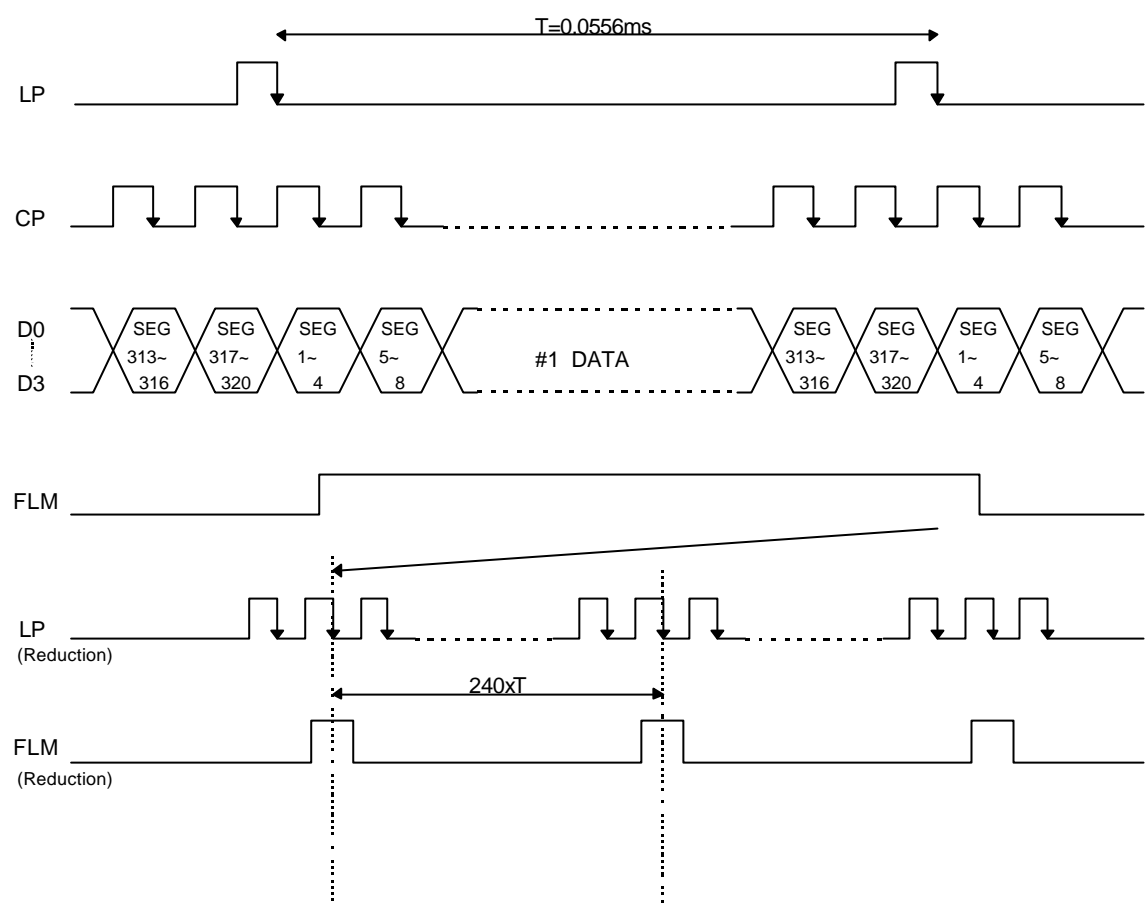 T=0.0556ms
LP
CP
D0
D3
SEG
313~
316
SEG
317~
320
SEG
1~
4
SEG
5~
8
#1 DATA
SEG
313~
316
SEG
317~
320
SEG
1~
4
SEG
5~
8
FLM
LP
(Reduction)
240xT
FLM
(Reduction)